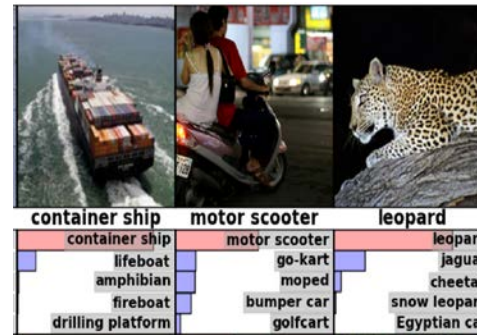 container ship
container ship
lifeboat
amphibian
fireboat
drilling platform
motor scooter
motor scooter
go-kart
moped
bumper car
golfcart
leopard
leopar
jagua
cheeta
snow leopar
Egyptian ca